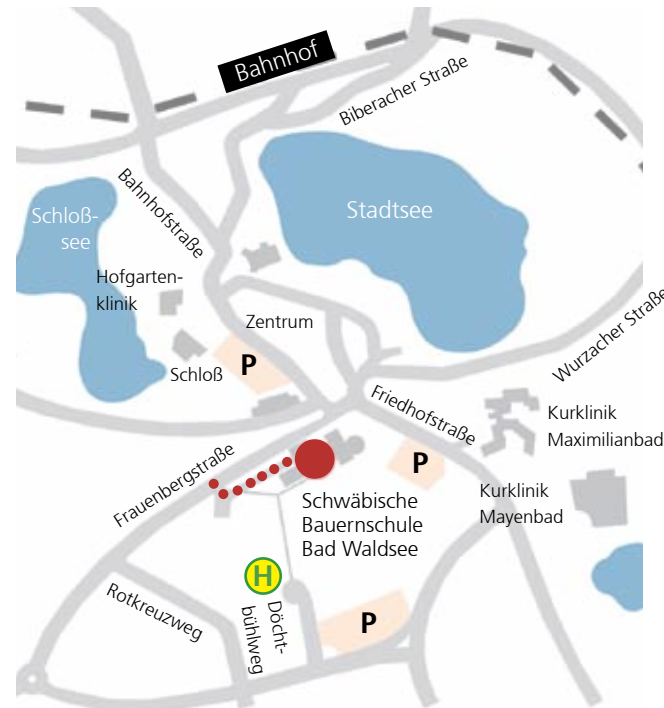 Bahnhof
Biberacher Straße
Bahnhofstraße
Schloß-
see
Stadtsee
Hofgarten-
klinik
Zentrum
Wurzacher Straße
P
Schloß
Friedhofstraße
Kurklinik
Maximilianbad
Frauenbergstraße
P
Kurklinik
Mayenbad
Schwäbische
Bauernschule
Bad Waldsee
H
Rotkreuzweg
Döcht-
bühlweg
P